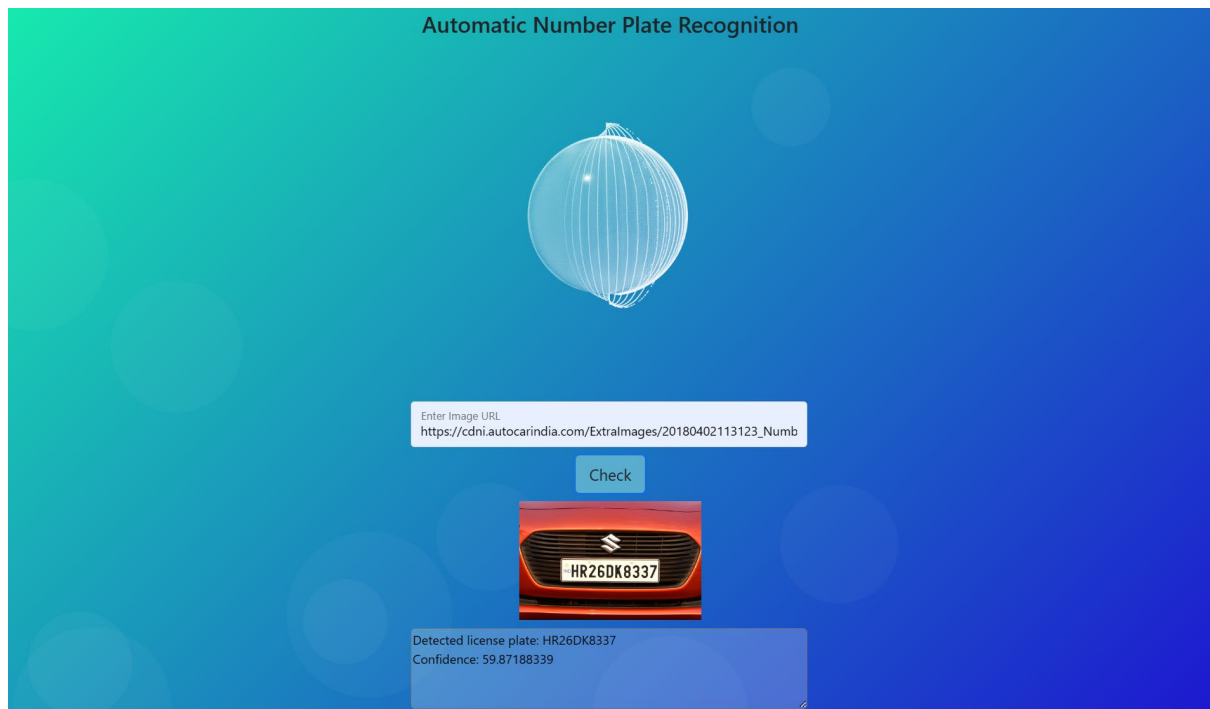 Automatic Number Plate Recognition
Enter Image URL
https://cdni.autocarindia.com/ExtraImages/20180402113123_Numb
Check
HR26DK8337
Detected license plate: HR26DK8337
Confidence: 59.87188339